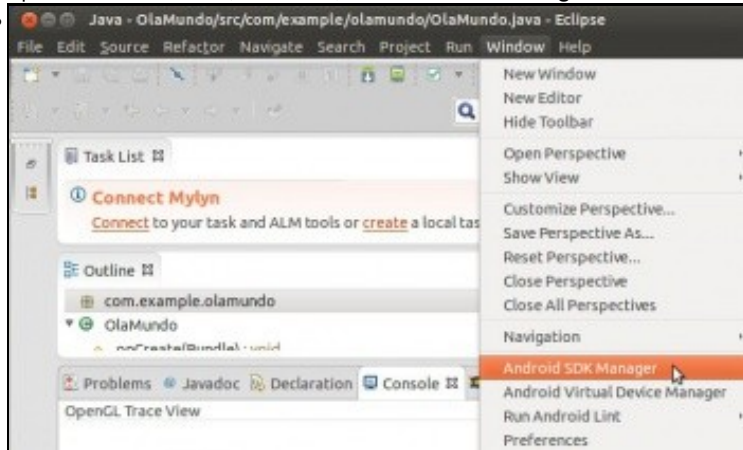 Java - OlaMundo/src/com/example/olamundo/OlaMundo.java - Eclipse
File Edit Source Refactor Navigate Search Project Run Window Help
New Window
New Editor
Hide Toolbar
Open Perspective
Show View
Customize Perspective...
Save Perspective As...
Reset Perspective...
Close Perspective
Close All Perspectives
Navigation
Android SDK Manager
Android Virtual Device Manager
Run Android Lint
Preferences
Task List
Connect Mylyn
Connect to your task and ALM tools or create a local tas
Outline
com.example.olamundo
OlaMundo
onCreate(Bundle) : void
Problems Javadoc Declaration Console
OpenGL Trace View